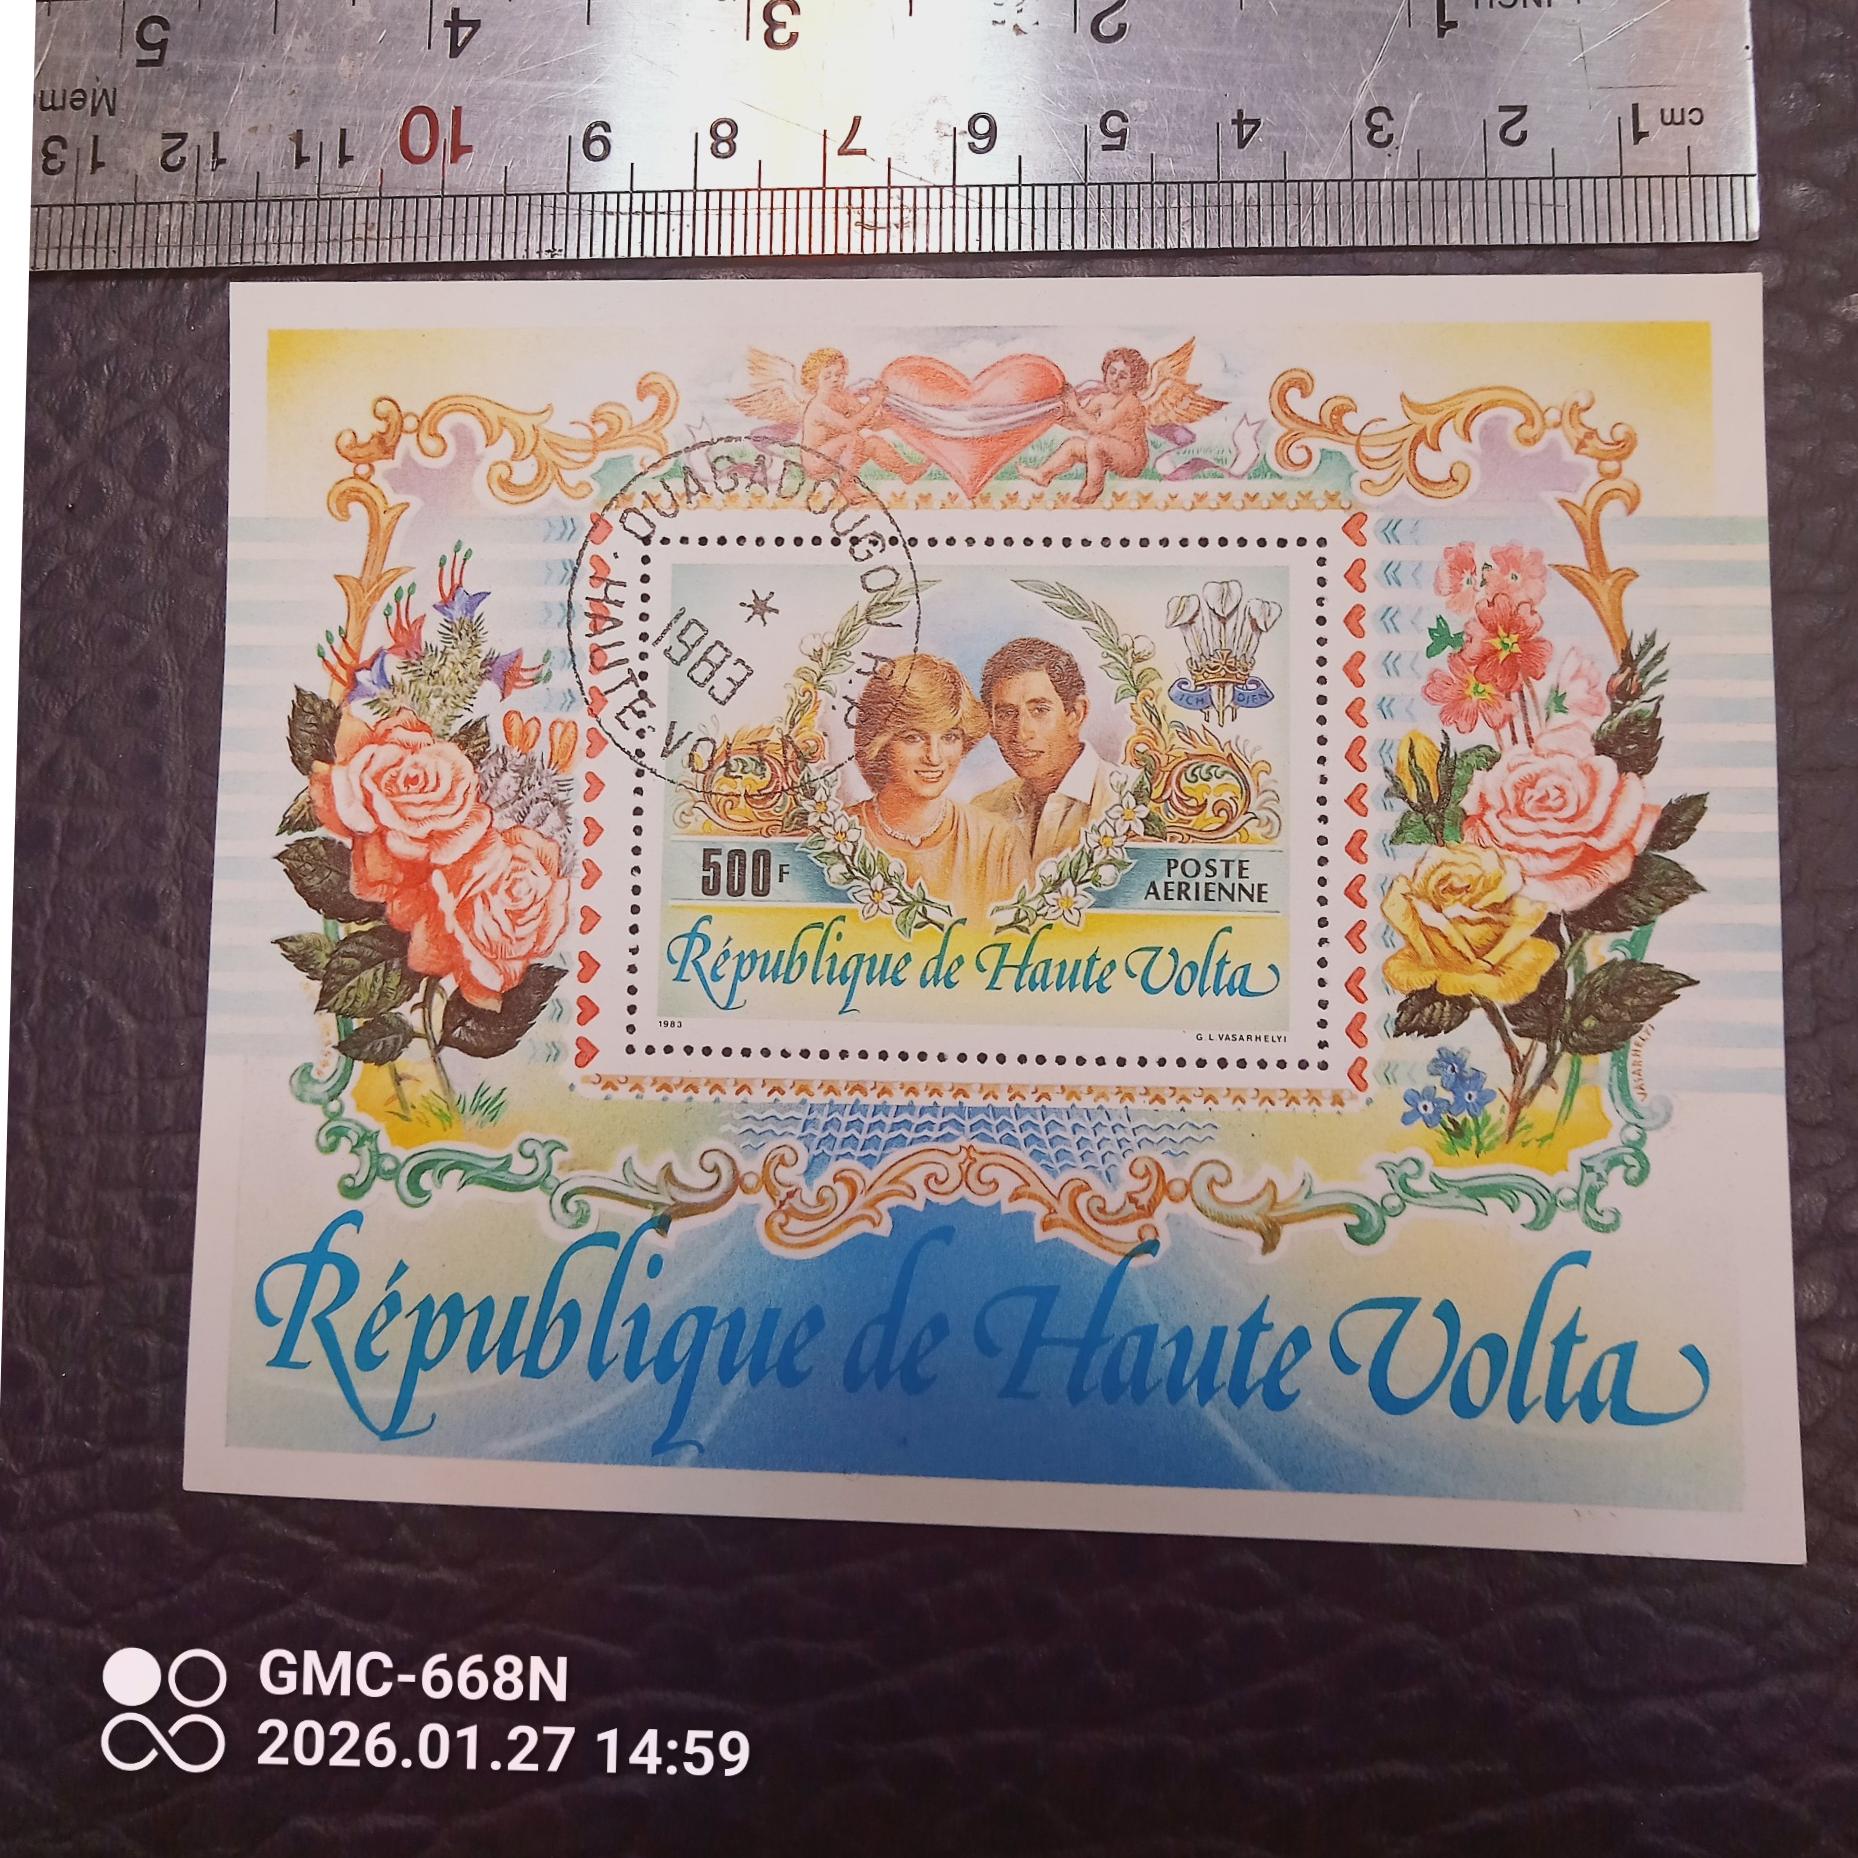 5 4 3 2 1 INCH
Mem
13 12 11 10 9 8 7 6 5 4 3 2 1 cm
OUAGADOUGOU R.P.
HAUTE-VOLTA
1983
ICH DIEN
500F
POSTE
AERIENNE
République de Haute Volta
1983
G.L.VASARHELYI
VASARHELYI
République de Haute Volta
GMC-668N
2026.01.27 14:59